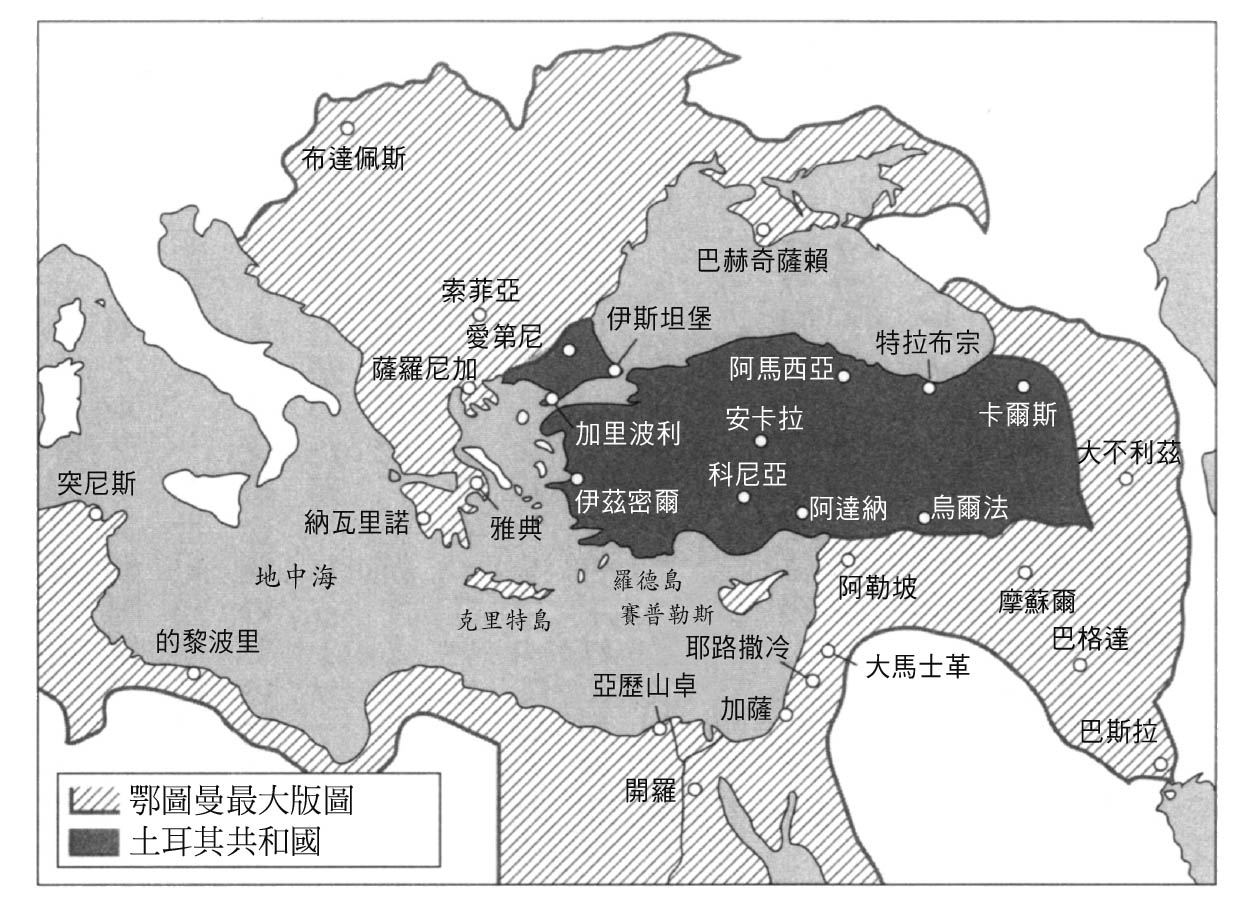 布達佩斯
巴赫奇薩賴
索菲亞
愛第尼
伊斯坦堡
薩羅尼加
特拉布宗
阿馬西亞
卡爾斯
加里波利
安卡拉
大不利茲
突尼斯
科尼亞
伊茲密爾
阿達納
烏爾法
納瓦里諾
雅典
地中海
羅德島
阿勒坡
摩蘇爾
克里特島
賽普勒斯
的黎波里
耶路撒冷
巴格達
大馬士革
亞歷山卓
加薩
巴斯拉
開羅
鄂圖曼最大版圖
土耳其共和國